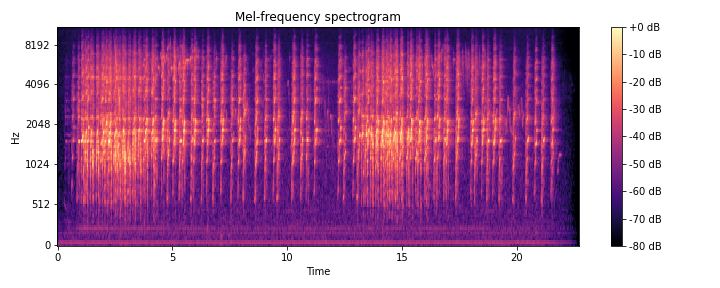 Mel-frequency spectrogram
Hz
8192
4096
2048
1024
512
0
0 5 10 15 20
Time
+0 dB
-10 dB
-20 dB
-30 dB
-40 dB
-50 dB
-60 dB
-70 dB
-80 dB